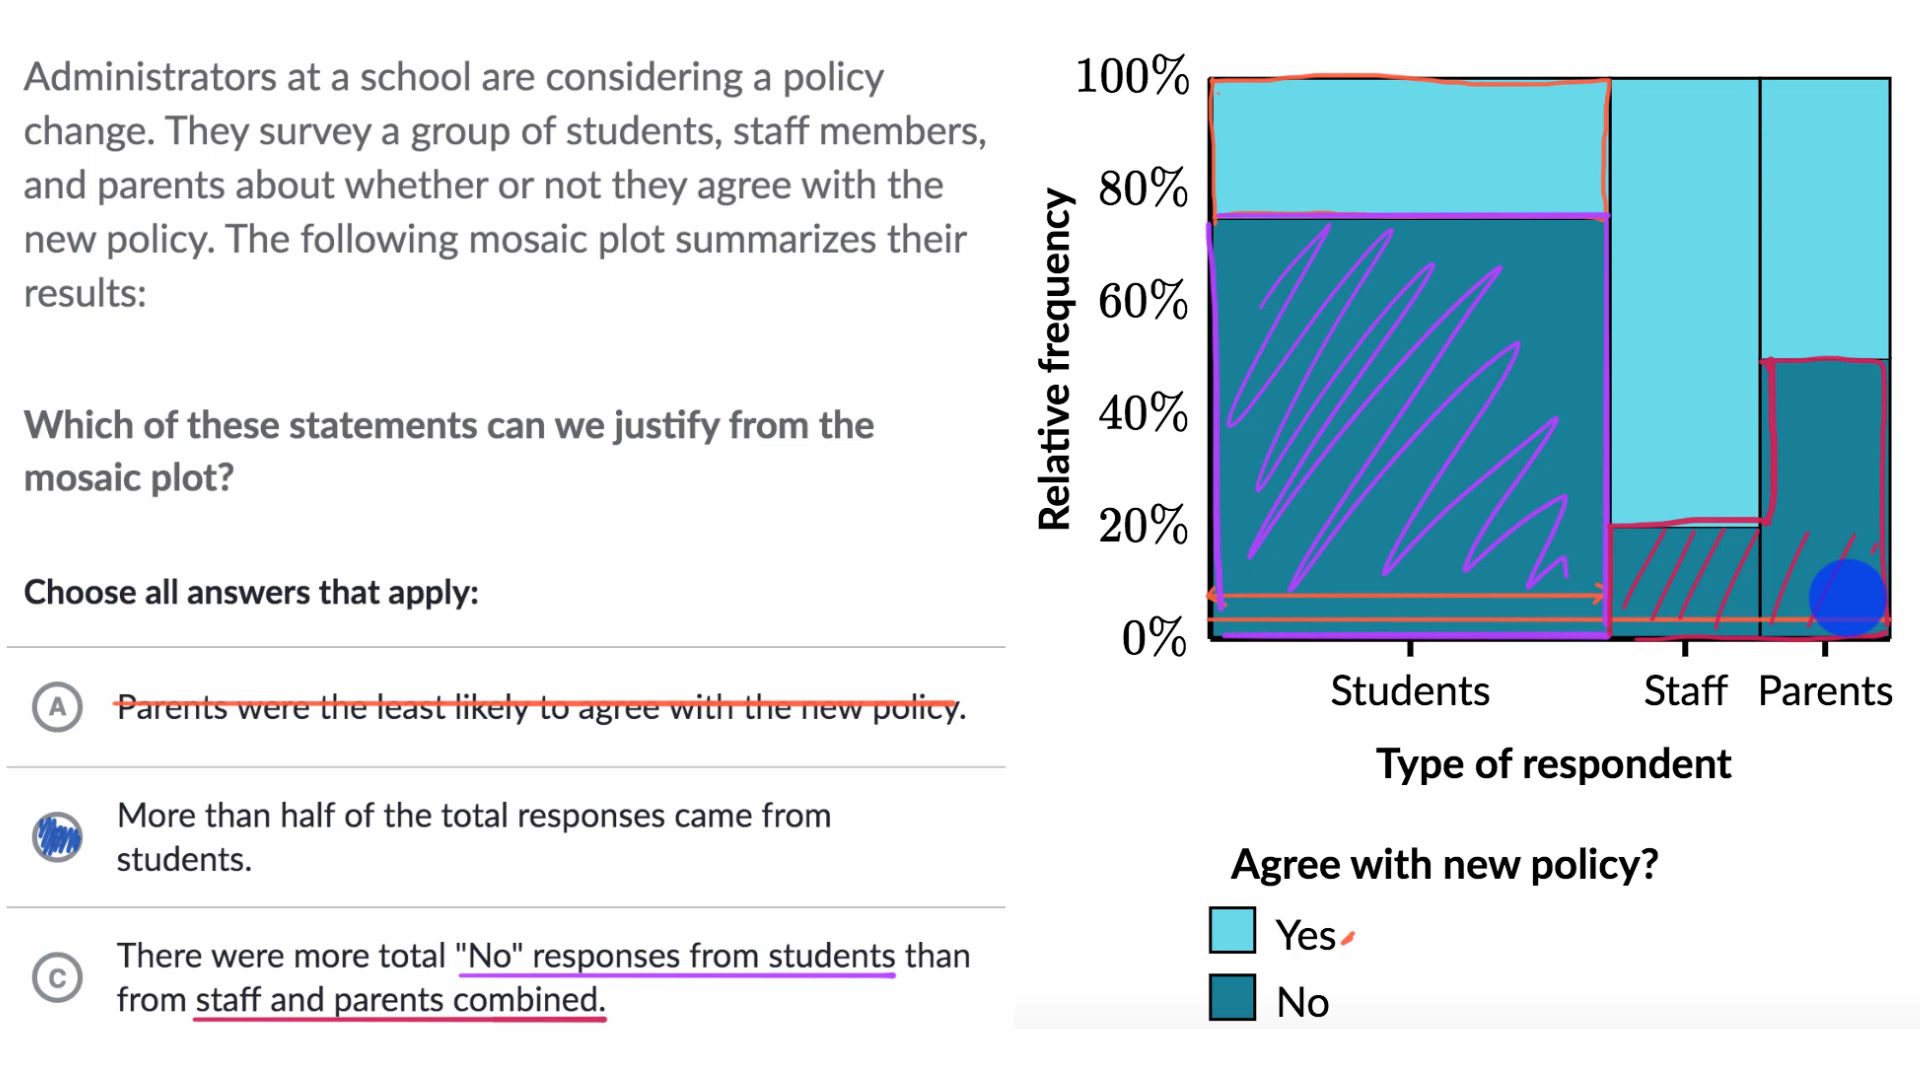 Administrators at a school are considering a policy
change. They survey a group of students, staff members,
and parents about whether or not they agree with the
new policy. The following mosaic plot summarizes their
results:
Which of these statements can we justify from the
mosaic plot?
Choose all answers that apply:
A Parents were the least likely to agree with the new policy.
More than half of the total responses came from
students.
C There were more total "No" responses from students than
from staff and parents combined.
100%
80%
60%
40%
20%
0%
Relative frequency
Students Staff Parents
Type of respondent
Agree with new policy?
Yes
No